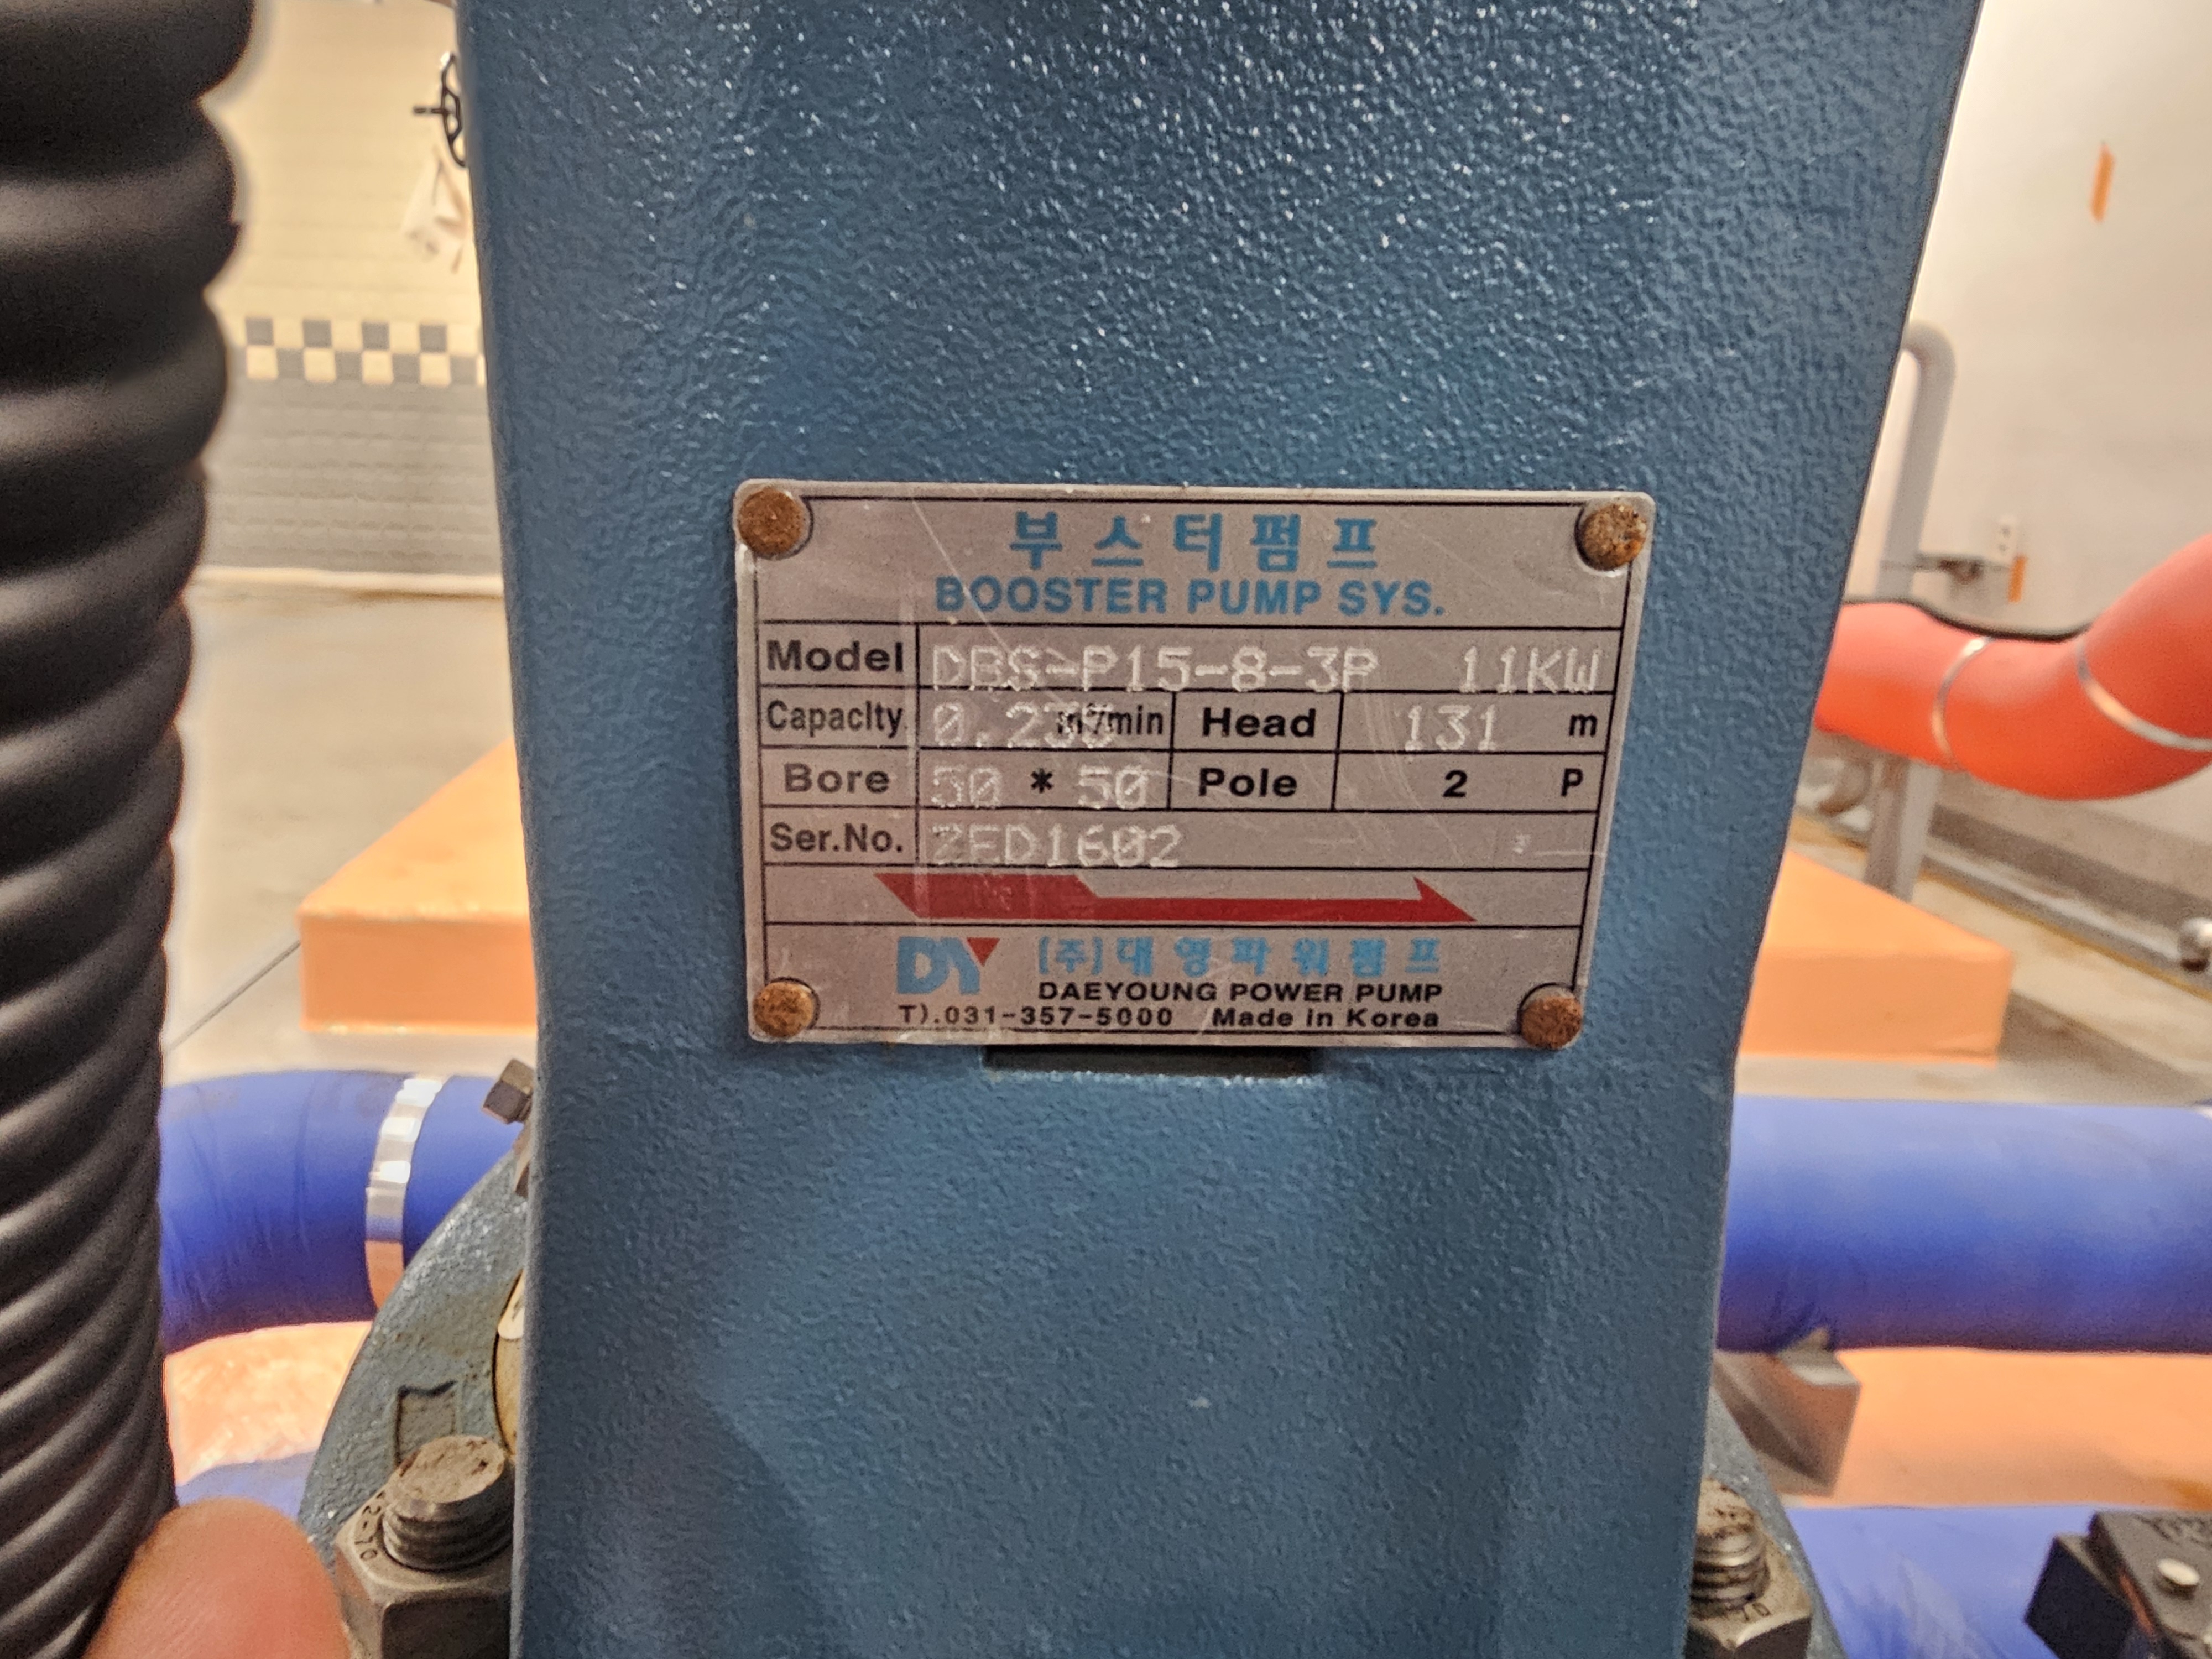 부스터펌프
BOOSTER PUMP SYS.
Model DBS-P15-8-3P 11KW
Capacity m³/min Head 131 m
Bore 50 * 50 Pole 2 P
Ser.No. ZED1602
DY (주)대영파워펌프
DAEYOUNG POWER PUMP
T).031-357-5000 Made in Korea